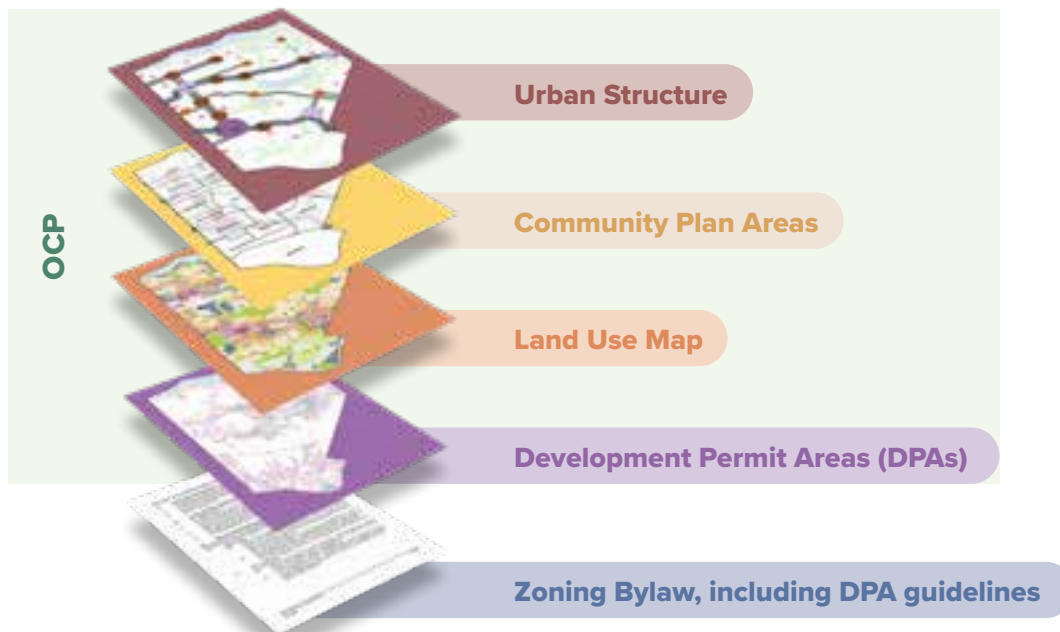 OCP
Urban Structure
Community Plan Areas
Land Use Map
Development Permit Areas (DPAs)
Zoning Bylaw, including DPA guidelines